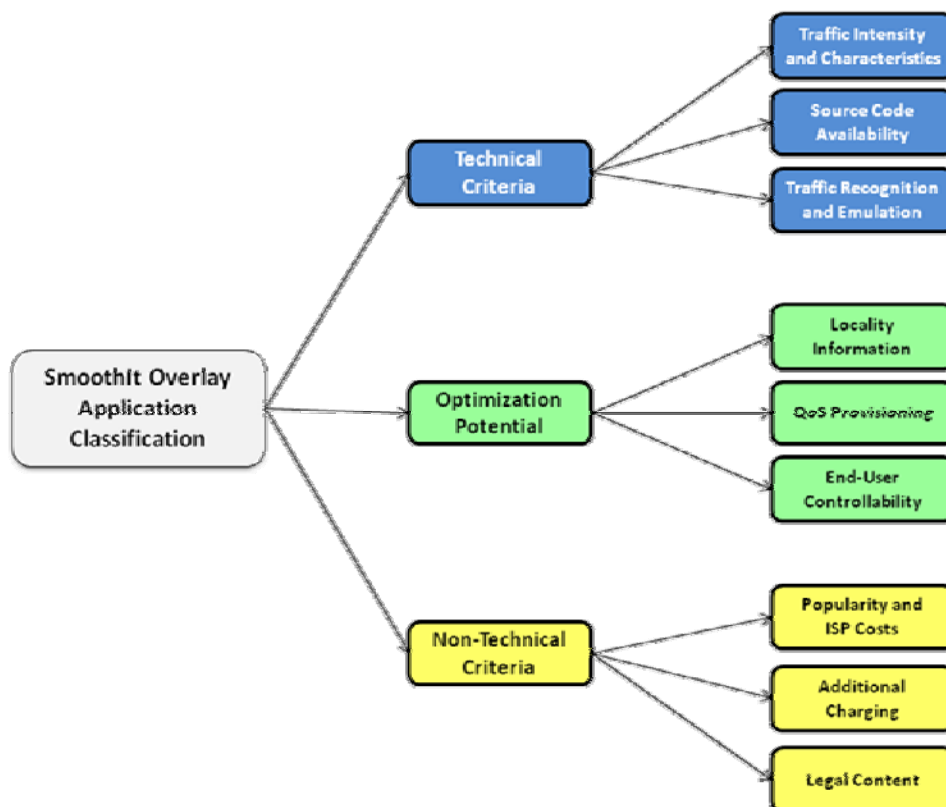 SmoothIt Overlay
Application
Classification
Technical
Criteria
Traffic Intensity
and Characteristics
Source Code
Availability
Traffic Recognition
and Emulation
Optimization
Potential
Locality
Information
QoS Provisioning
End-User
Controllability
Non-Technical
Criteria
Popularity and
ISP Costs
Additional
Charging
Legal Content